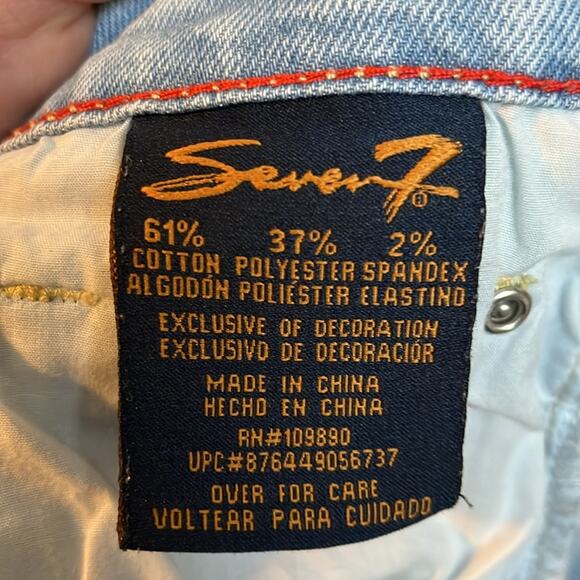 Seven7®
61% 37% 2%
COTTON POLYESTER SPANDEX
ALGODÓN POLIÉSTER ELASTINO
EXCLUSIVE OF DECORATION
EXCLUSIVO DE DECORACIÓR
MADE IN CHINA
HECHO EN CHINA
RN#109890
UPC#876449056737
OVER FOR CARE
VOLTEAR PARA CUIDADO